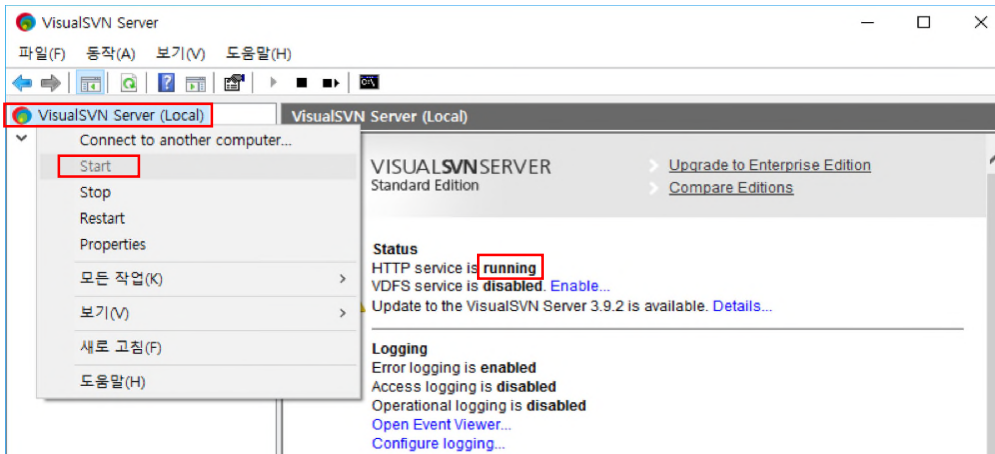 VisualSVN Server
파일(F) 동작(A) 보기(V) 도움말(H)
VisualSVN Server (Local)
VisualSVN Server (Local)
Connect to another computer...
Start
Stop
Restart
Properties
모든 작업(K)
보기(V)
새로 고침(F)
도움말(H)
VISUALSVNSERVER
Standard Edition
Upgrade to Enterprise Edition
Compare Editions
Status
HTTP service is running
VDFS service is disabled. Enable...
Update to the VisualSVN Server 3.9.2 is available. Details...
Logging
Error logging is enabled
Access logging is disabled
Operational logging is disabled
Open Event Viewer...
Configure logging...